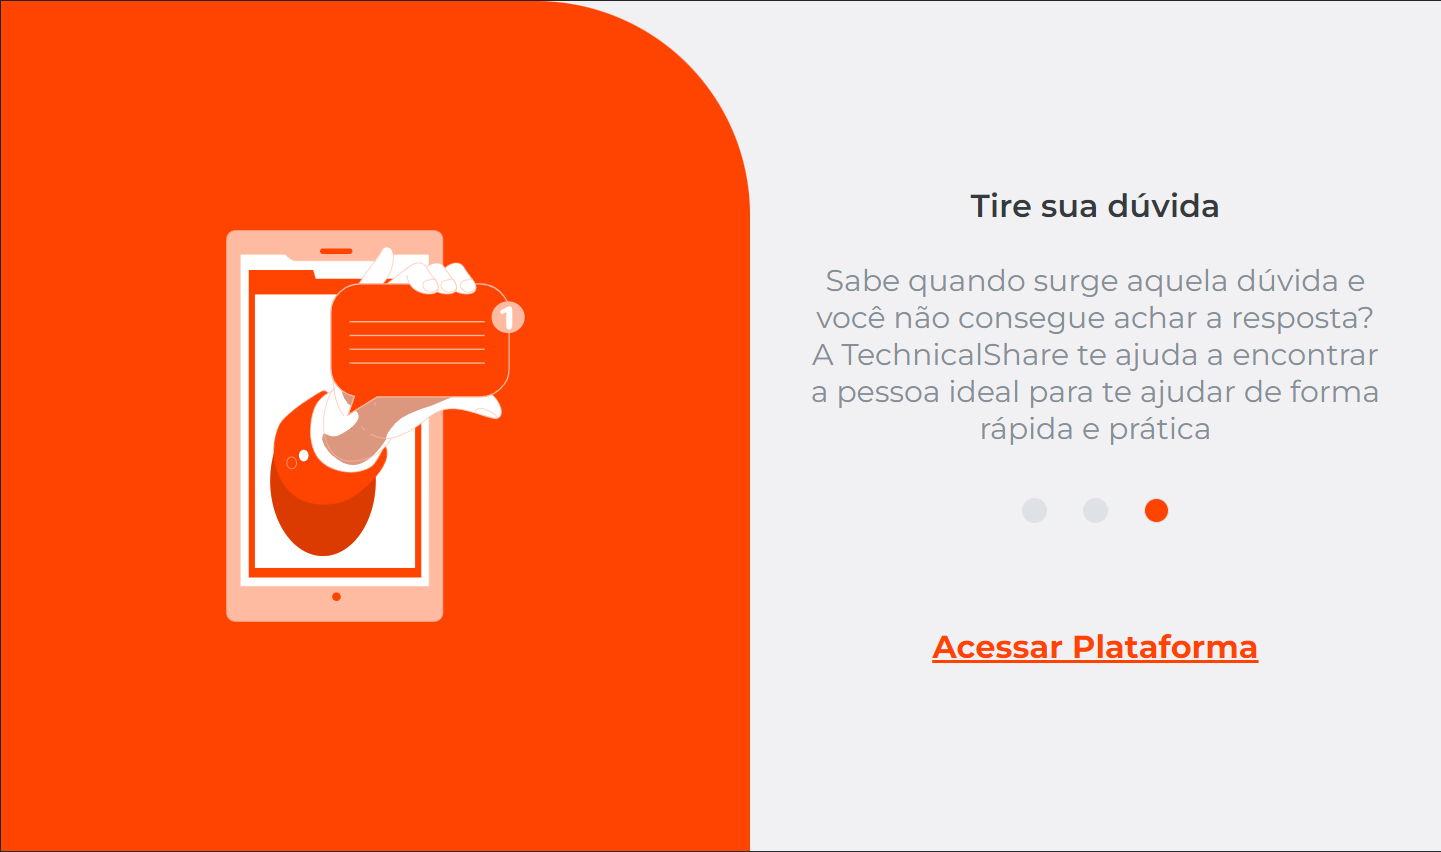 Tire sua dúvida
Sabe quando surge aquela dúvida e
você não consegue achar a resposta?
A TechnicalShare te ajuda a encontrar
a pessoa ideal para te ajudar de forma
rápida e prática
1
Acessar Plataforma